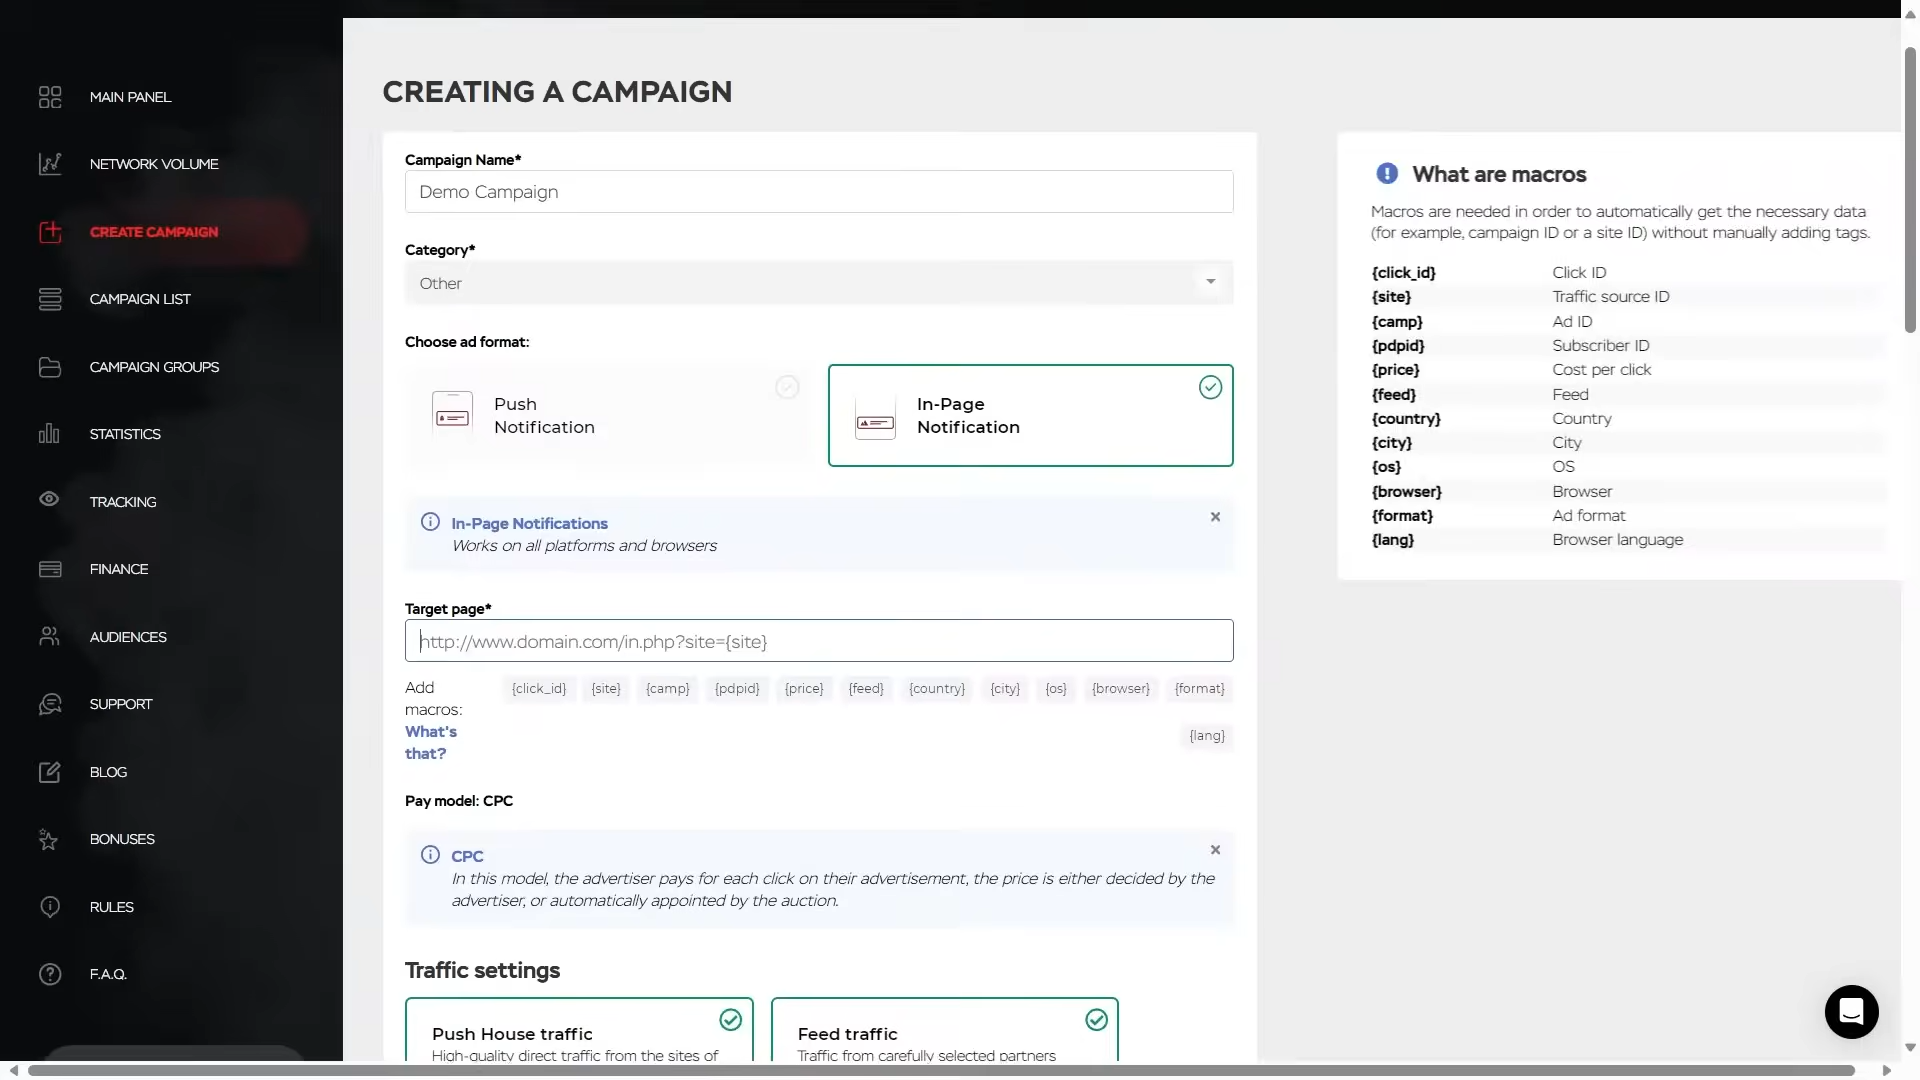 MAIN PANEL
NETWORK VOLUME
CREATE CAMPAIGN
CAMPAIGN LIST
CAMPAIGN GROUPS
STATISTICS
TRACKING
FINANCE
AUDIENCES
SUPPORT
BLOG
BONUSES
RULES
F.A.Q.
CREATING A CAMPAIGN
Campaign Name*
Demo Campaign
Category*
Other
Choose ad format:
Push
Notification
In-Page
Notification
In-Page Notifications
Works on all platforms and browsers
Target page*
http://www.domain.com/in.php?site={site}
Add
macros:
What's
that?
{click_id} {site} {camp} {pdpid} {price} {feed} {country} {city} {os} {browser} {format}
{lang}
Pay model: CPC
CPC
In this model, the advertiser pays for each click on their advertisement, the price is either decided by the
advertiser, or automatically appointed by the auction.
Traffic settings
Push House traffic
High-quality direct traffic from the sites of
Feed traffic
Traffic from carefully selected partners
What are macros
Macros are needed in order to automatically get the necessary data
(for example, campaign ID or a site ID) without manually adding tags.
{click_id} Click ID
{site} Traffic source ID
{camp} Ad ID
{pdpid} Subscriber ID
{price} Cost per click
{feed} Feed
{country} Country
{city} City
{os} OS
{browser} Browser
{format} Ad format
{lang} Browser language